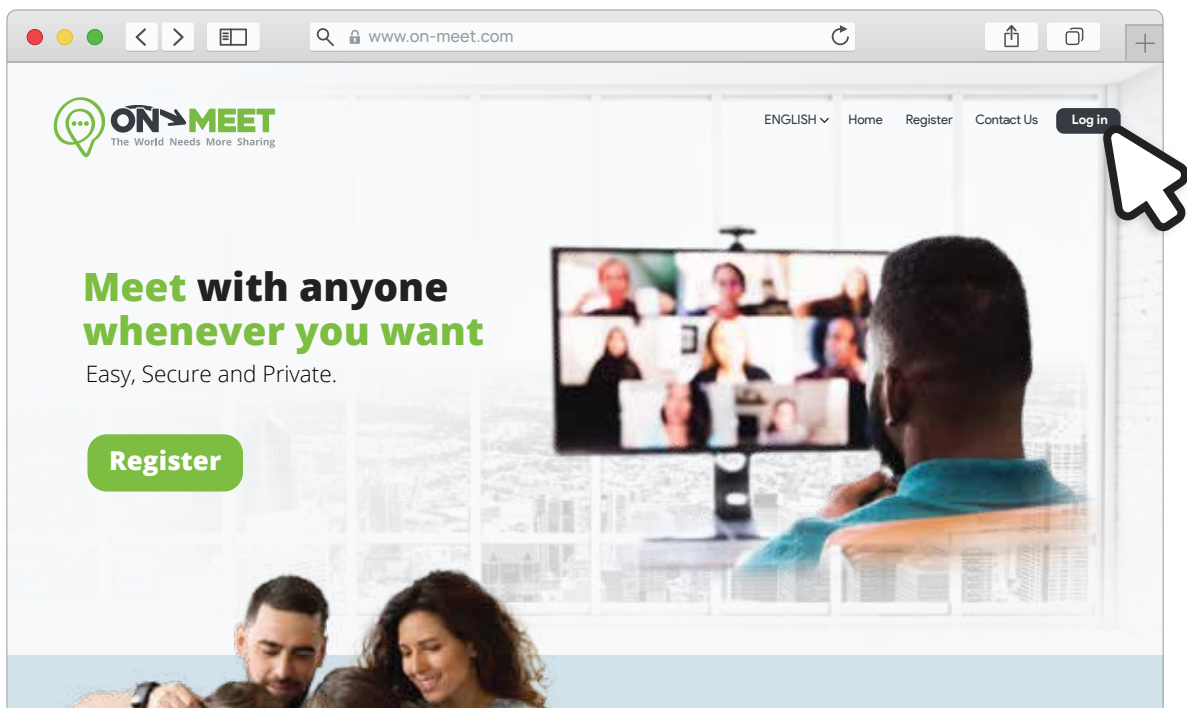 www.on-meet.com
ON MEET
The World Needs More Sharing
ENGLISH Home Register Contact Us Log in
Meet with anyone
whenever you want
Easy, Secure and Private.
Register